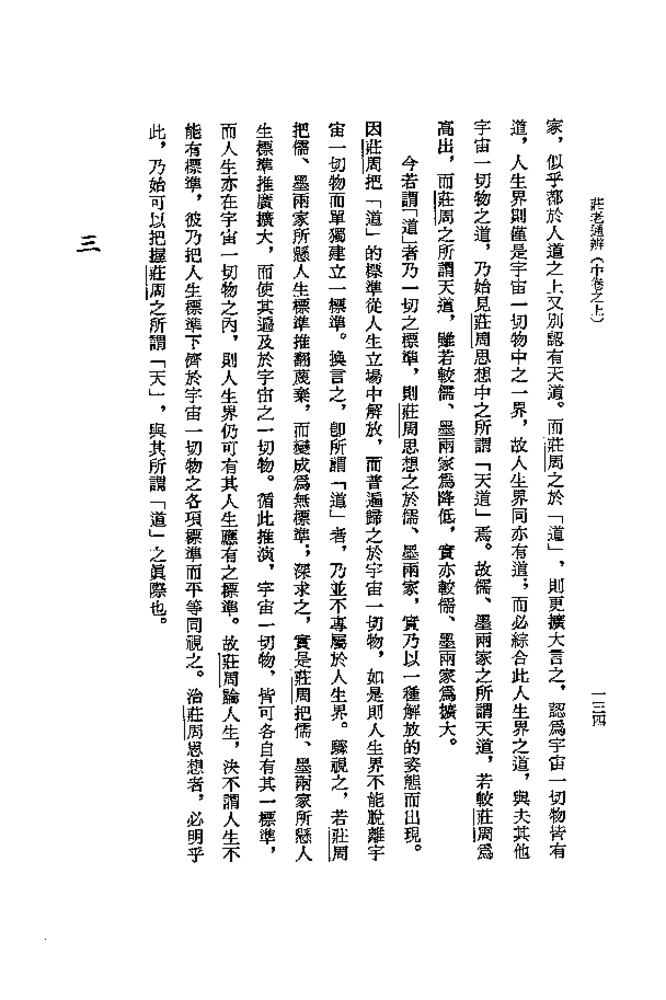 莊老通辨(中卷之上)
一三四
家，似乎都於人道之上又別認有天道。而莊周之於「道」，則更擴大言之，認為宇宙一切物皆有
道，人生界則僅是宇宙一切物中之一界，故人生界同亦有道；而必綜合此人生界之道，與夫其他
宇宙一切物之道，乃始見莊周思想中之所謂「天道」焉。故儒、墨兩家之所謂天道，若較莊周為
高出，而莊周之所謂天道，雖若較儒、墨兩家為降低，實亦較儒、墨兩家為擴大。
今若謂「道」者乃一切之標準，則莊周思想之於儒、墨兩家，實乃以一種解放的姿態而出現。
因莊周把「道」的標準從人生立場中解放，而普遍歸之於宇宙一切物，如是則人生界不能脫離宇
宙一切物而單獨建立一標準。換言之，卽所謂「道」者，乃並不專屬於人生界。驟視之，若莊周
把儒、墨兩家所懸人生標準推翻蔑棄，而變成為無標準；深求之，實是莊周把儒、墨兩家所懸人
生標準推廣擴大，而使其遍及於宇宙之一切物。循此推演，宇宙一切物，皆可各自有其一標準，
而人生亦在宇宙一切物之內，則人生界仍可有其人生應有之標準。故莊周論人生，決不謂人生不
能有標準，彼乃把人生標準下儕於宇宙一切物之各項標準而平等同視之。治莊周思想者，必明乎
此，乃始可以把握莊周之所謂「天」，與其所謂「道」之眞際也。
三